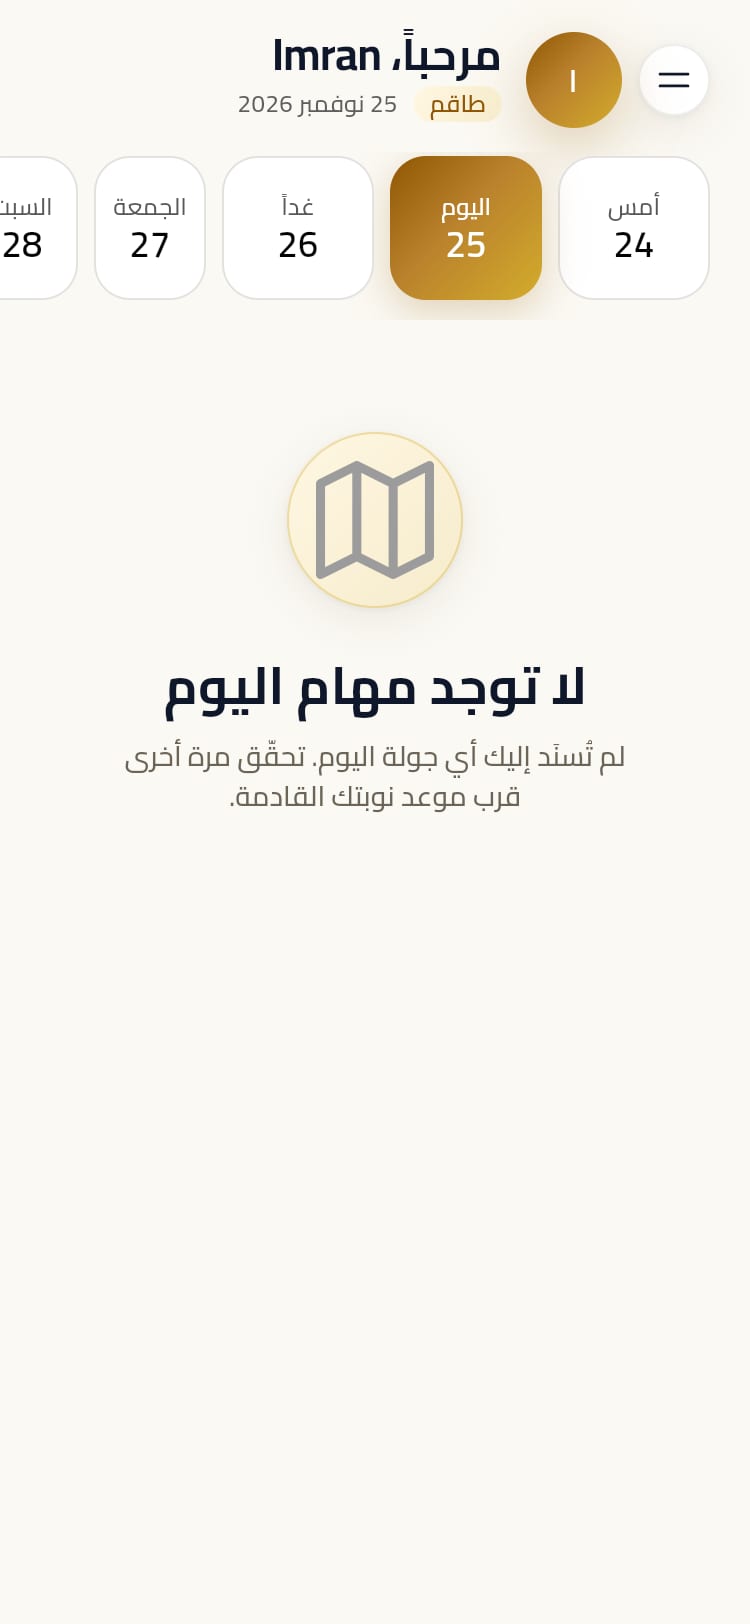 مرحباً، Imran
طاقم 25 نوفمبر 2026
I
أمس
24
اليوم
25
غداً
26
الجمعة
27
السبت
28
لا توجد مهام اليوم
لم تُسنَد إليك أي جولة اليوم. تحقّق مرة أخرى
قرب موعد نوبتك القادمة.